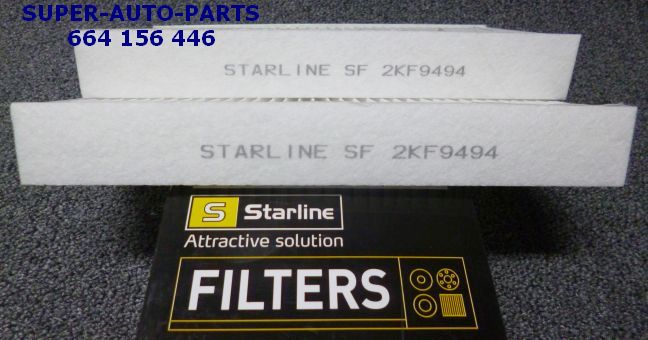 SUPER-AUTO-PARTS
664 156 446
STARLINE SF 2KF9494
STARLINE SF 2KF9494
S Starline
Attractive solution
FILTERS